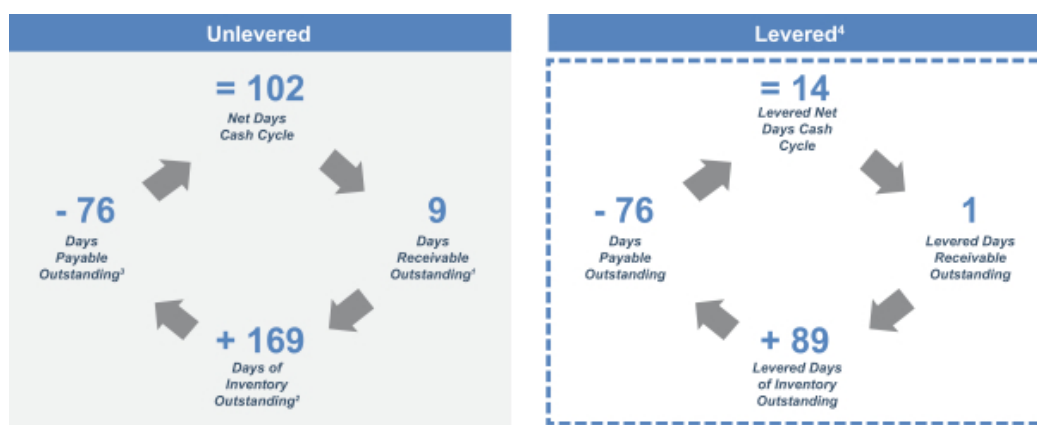 Unlevered
= 102
Net Days
Cash Cycle
- 76
Days
Payable
Outstanding³
9
Days
Receivable
Outstanding¹
+ 169
Days of
Inventory
Outstanding²
Levered⁴
= 14
Levered Net
Days Cash
Cycle
- 76
Days
Payable
Outstanding
1
Levered Days
Receivable
Outstanding
+ 89
Levered Days
of Inventory
Outstanding